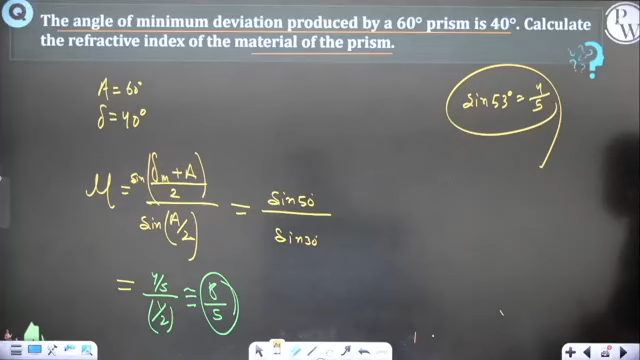 The angle of minimum deviation produced by a 60° prism is 40°. Calculate
the refractive index of the material of the prism.
A = 60°
δ = 40°
sin 53° = 4/5
μ = sin((δm + A)/2) / sin(A/2) = sin 50° / sin 30°
= (4/5) / (1/2) ≅ 8/5